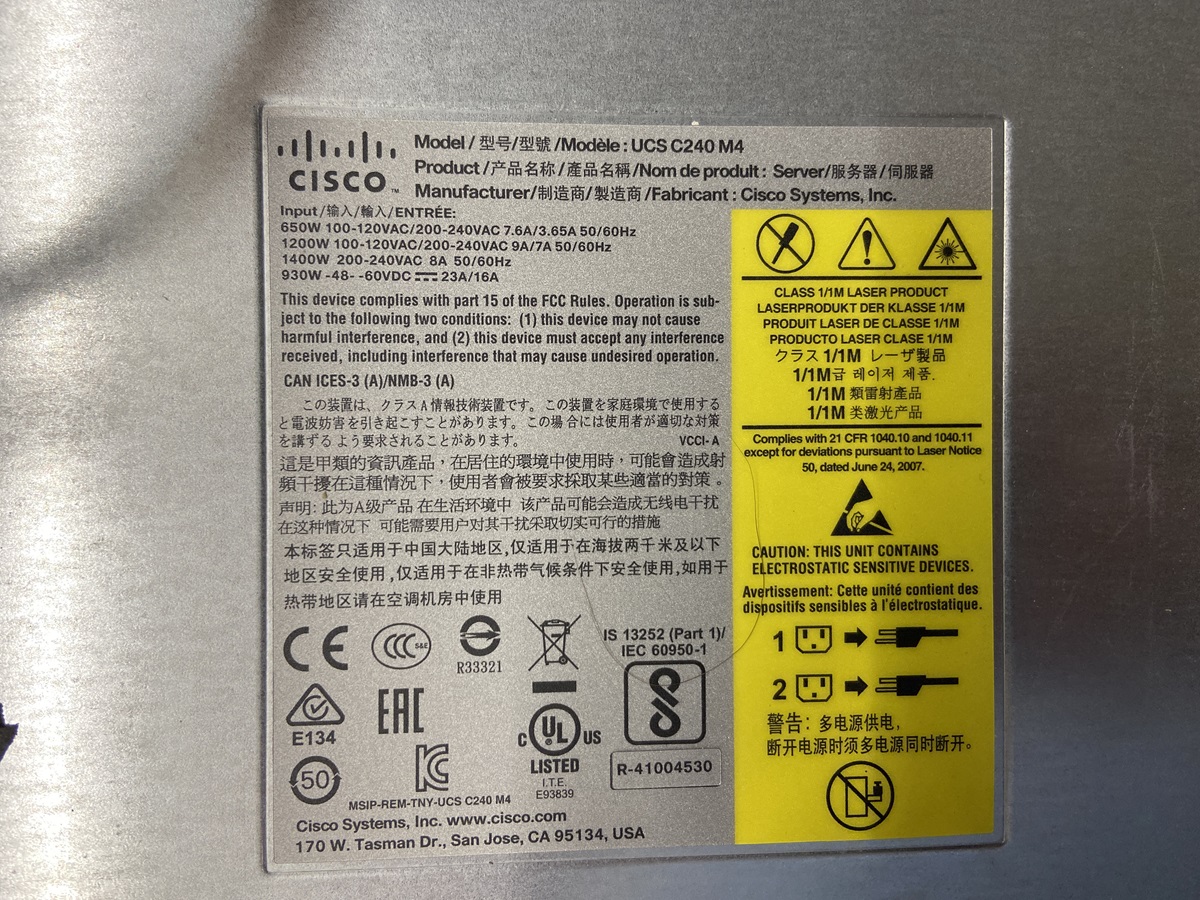 CISCO™
Model / 型号/型號 /Modèle : UCS C240 M4
Product /产品名称 /產品名稱 /Nom de produit : Server/服务器 / 伺服器
Manufacturer/制造商/製造商 /Fabricant : Cisco Systems, Inc.
Input /输入/輸入/ENTRÉE:
650W 100-120VAC/200-240VAC 7.6A/3.65A 50/60Hz
1200W 100-120VAC/200-240VAC 9A/7A 50/60Hz
1400W 200-240VAC 8A 50/60Hz
930W -48- -60VDC 23A/16A
This device complies with part 15 of the FCC Rules. Operation is sub-
ject to the following two conditions: (1) this device may not cause
harmful interference, and (2) this device must accept any interference
received, including interference that may cause undesired operation.
CAN ICES-3 (A)/NMB-3 (A)
この装置は、クラスA情報技術装置です。この装置を家庭環境で使用する
と電波妨害を引き起こすことがあります。この場合には使用者が適切な対策
を講ずるよう要求されることがあります。 VCCI- A
這是甲類的資訊產品，在居住的環境中使用時，可能會造成射
頻干擾在這種情況下，使用者會被要求採取某些適當的對策。
声明: 此为A级产品 在生活环境中 该产品可能会造成无线电干扰
在这种情况下 可能需要用户对其干扰采取切实可行的措施
本标签只适用于中国大陆地区,仅适用于在海拔两千米及以下
地区安全使用,仅适用于在非热带气候条件下安全使用,如用于
热带地区请在空调机房中使用
CE
CCC S&E
R33321
IS 13252 (Part 1)/
IEC 60950-1
E134
EAC
C UL US
LISTED
I.T.E.
E93839
R-41004530
50
KC
MSIP-REM-TNY-UCS C240 M4
Cisco Systems, Inc. www.cisco.com
170 W. Tasman Dr., San Jose, CA 95134, USA
CLASS 1/1M LASER PRODUCT
LASERPRODUKT DER KLASSE 1/1M
PRODUIT LASER DE CLASSE 1/1M
PRODUCTO LASER CLASE 1/1M
クラス 1/1M レーザ製品
1/1M급 레이저 제품.
1/1M 類雷射產品
1/1M 类激光产品
Complies with 21 CFR 1040.10 and 1040.11
except for deviations pursuant to Laser Notice
50, dated June 24, 2007.
CAUTION: THIS UNIT CONTAINS
ELECTROSTATIC SENSITIVE DEVICES.
Avertissement: Cette unité contient des
dispositifs sensibles à l'électrostatique.
1
2
警告: 多电源供电,
断开电源时须多电源同时断开。